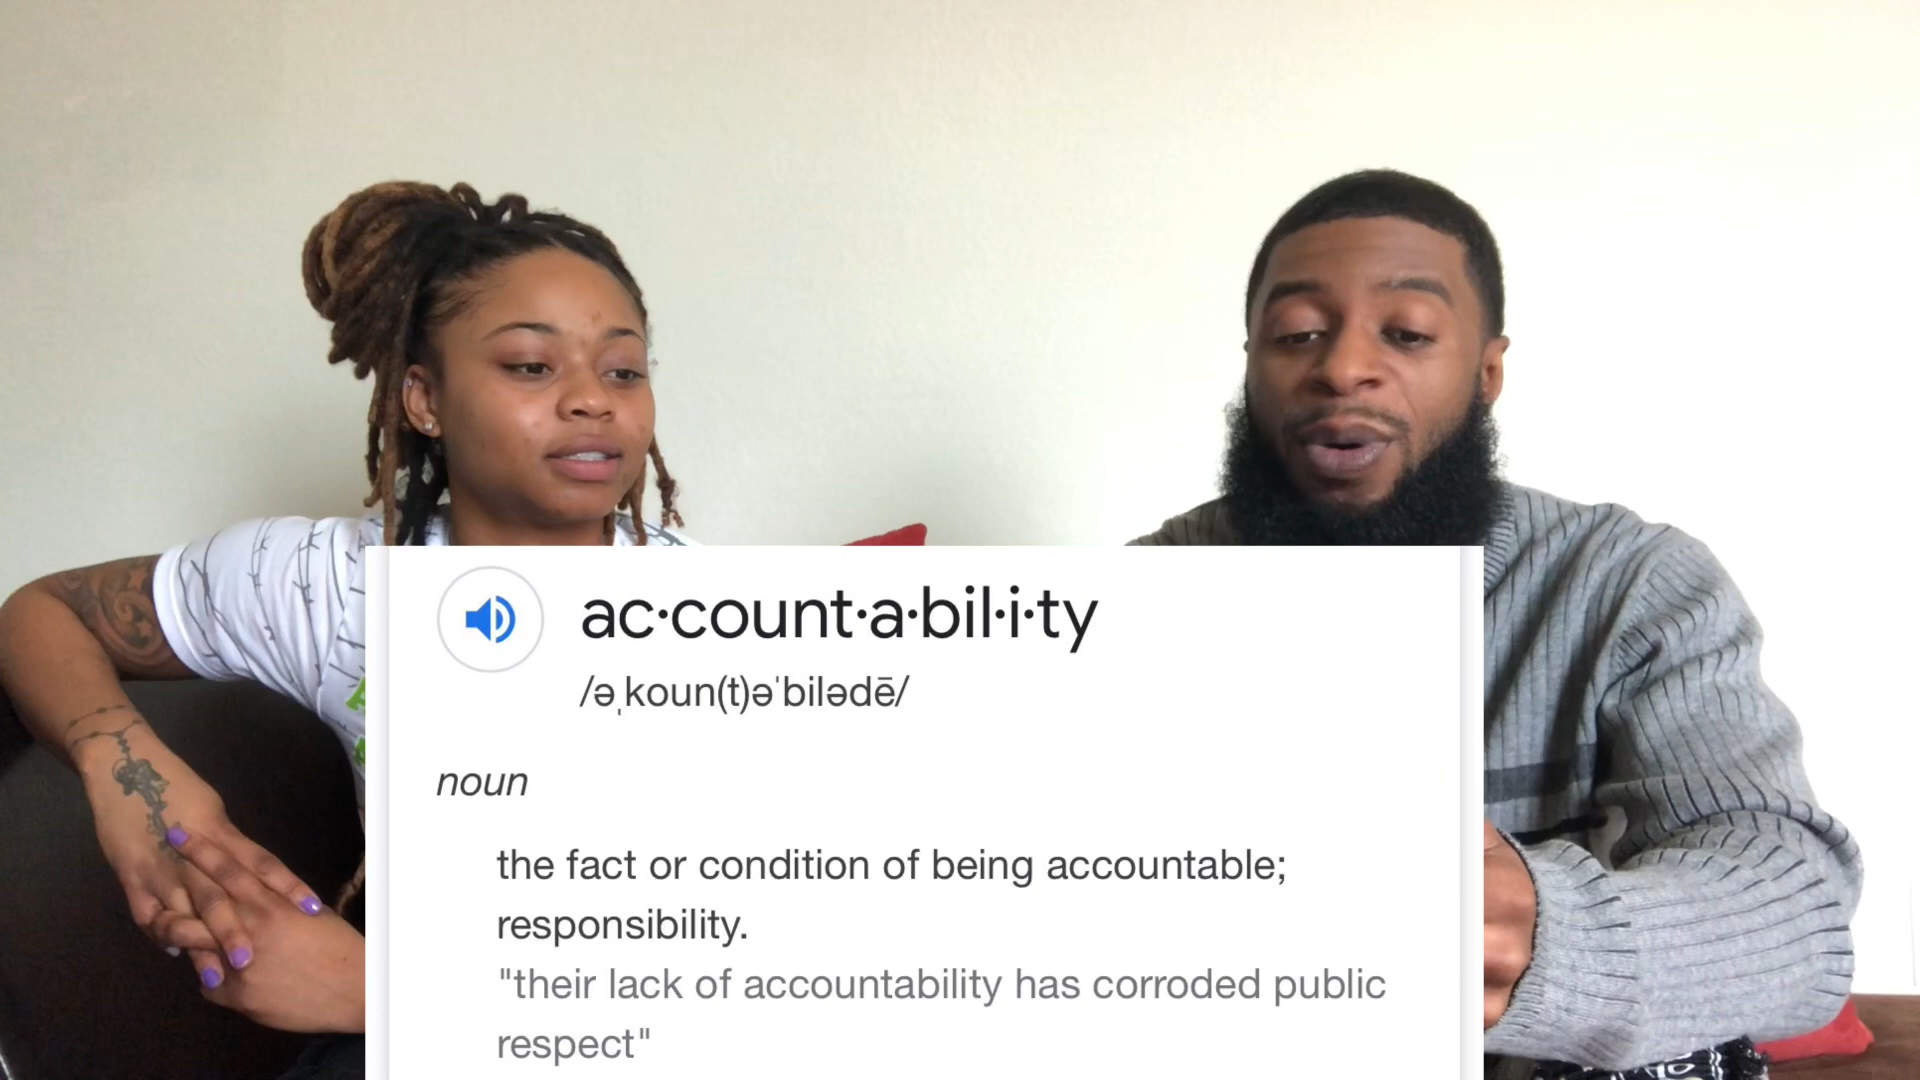 ac·count·a·bil·i·ty
/əˌkoun(t)əˈbilədē/
noun
the fact or condition of being accountable;
responsibility.
"their lack of accountability has corroded public
respect"